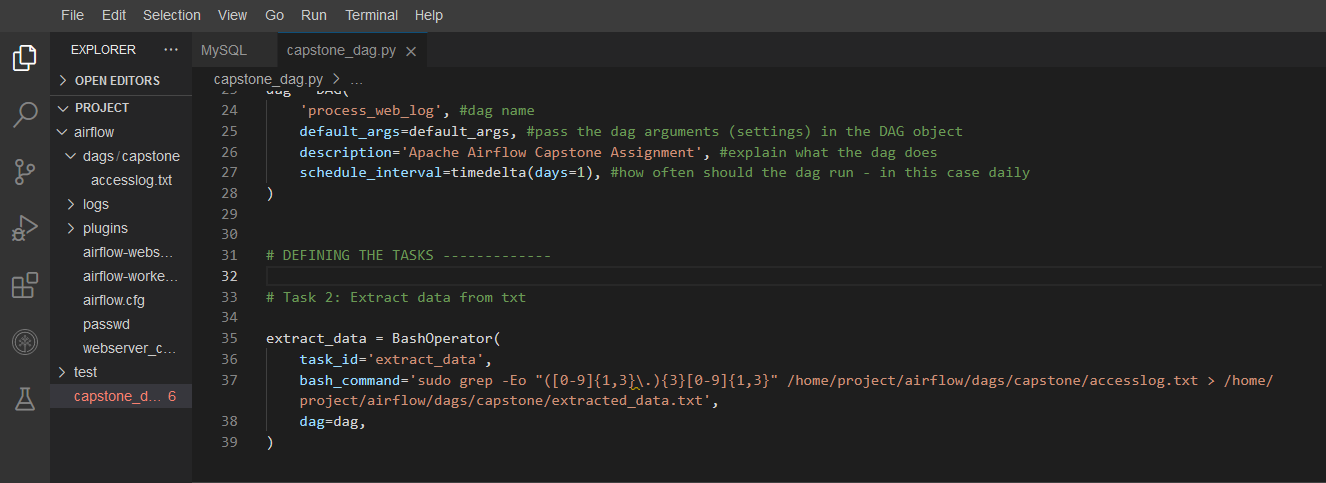 File Edit Selection View Go Run Terminal Help
EXPLORER ...
MySQL
capstone_dag.py ×
OPEN EDITORS
PROJECT
airflow
dags/capstone
accesslog.txt
logs
plugins
airflow-webs...
airflow-worke...
airflow.cfg
passwd
webserver_c...
test
capstone_d... 6
capstone_dag.py > ...
23 dag = DAG(
24 'process_web_log', #dag name
25 default_args=default_args, #pass the dag arguments (settings) in the DAG object
26 description='Apache Airflow Capstone Assignment', #explain what the dag does
27 schedule_interval=timedelta(days=1), #how often should the dag run - in this case daily
28 )
29
30
31 # DEFINING THE TASKS -------------
32
33 # Task 2: Extract data from txt
34
35 extract_data = BashOperator(
36 task_id='extract_data',
37 bash_command='sudo grep -Eo "([0-9]{1,3}\.){3}[0-9]{1,3}" /home/project/airflow/dags/capstone/accesslog.txt > /home/
project/airflow/dags/capstone/extracted_data.txt',
38 dag=dag,
39 )